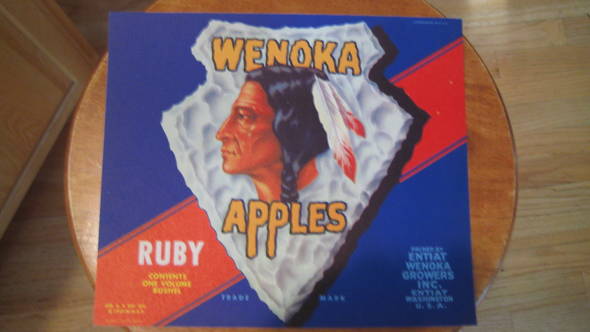 WENOKA
APPLES
RUBY
CONTENTS
ONE VOLUME
BUSHEL
TRADE MARK
PACKED BY
ENTIAT
WENOKA
GROWERS
INC.
ENTIAT
WASHINGTON
U. S. A.